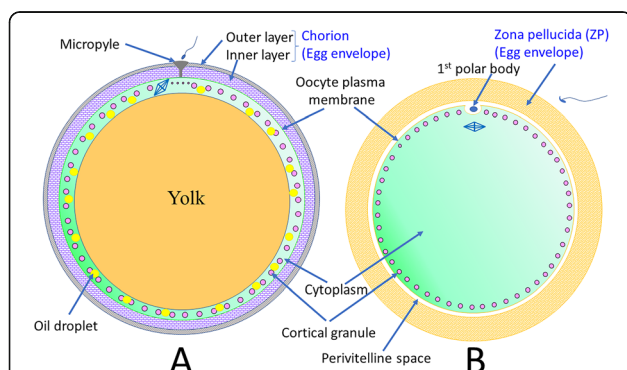 Micropyle
Outer layer
Inner layer
Chorion
(Egg envelope)
Zona pellucida (ZP)
(Egg envelope)
1st polar body
Oocyte plasma
membrane
Yolk
Cytoplasm
Oil droplet
Cortical granule
Perivitelline space
A
B